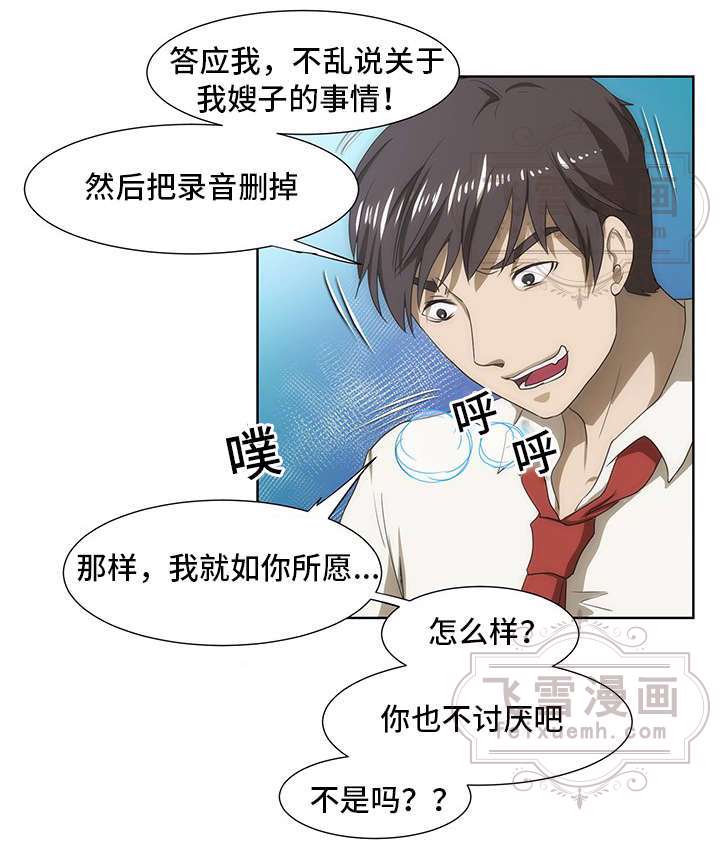 答应我，不乱说关于
我嫂子的事情！
然后把录音删掉
呼
呼
噗
那样，我就如你所愿...
怎么样？
你也不讨厌吧
不是吗？？
飞雪漫画
Feixuemh.com